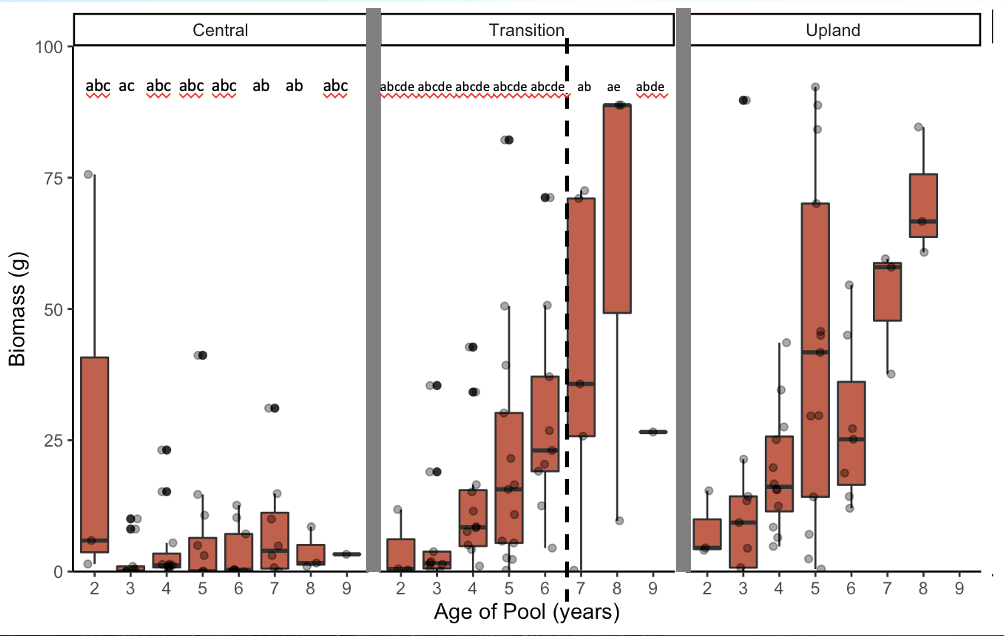 Central Transition Upland
100
abc ac abc abc abc ab ab abc abcde abcde abcde abcde abcde ab ae abde
75
50
25
0
Biomass (g)
2 3 4 5 6 7 8 9 2 3 4 5 6 7 8 9 2 3 4 5 6 7 8 9
Age of Pool (years)